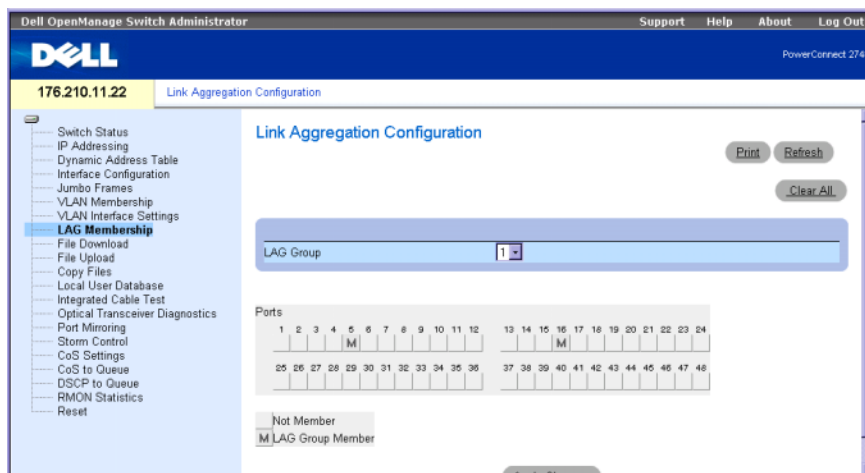 Dell OpenManage Switch Administrator
Support Help About Log Out
DELL
PowerConnect 274
176.210.11.22
Link Aggregation Configuration
Switch Status
IP Addressing
Dynamic Address Table
Interface Configuration
Jumbo Frames
VLAN Membership
VLAN Interface Settings
LAG Membership
File Download
File Upload
Copy Files
Local User Database
Integrated Cable Test
Optical Transceiver Diagnostics
Port Mirroring
Storm Control
CoS Settings
CoS to Queue
DSCP to Queue
RMON Statistics
Reset
Link Aggregation Configuration
Print Refresh
Clear All
LAG Group 1
Ports
1 2 3 4 5 6 7 8 9 10 11 12 13 14 15 16 17 18 19 20 21 22 23 24
M M
25 26 27 28 29 30 31 32 33 34 35 36 37 38 39 40 41 42 43 44 45 46 47 48
Not Member
M LAG Group Member